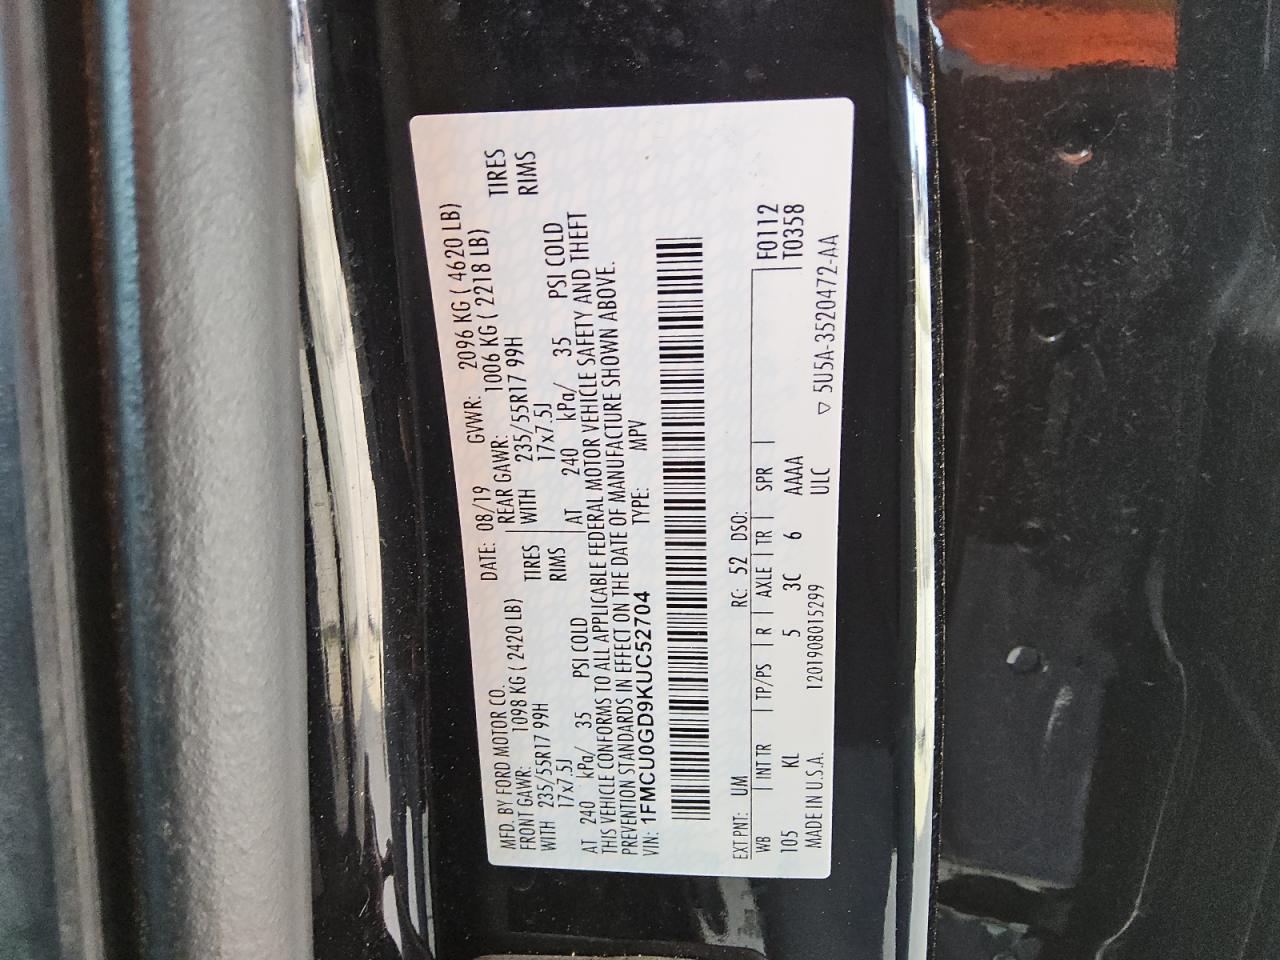 MFD. BY FORD MOTOR CO.
DATE: 08/19 GVWR: 2096 KG ( 4620 LB)
FRONT GAWR: 1098 KG ( 2420 LB)
REAR GAWR: 1006 KG ( 2218 LB)
WITH 235/55R17 99H TIRES
WITH 235/55R17 99H TIRES
17x7.5J RIMS
17x7.5J RIMS
AT 240 kPa/ 35 PSI COLD
AT 240 kPa/ 35 PSI COLD
THIS VEHICLE CONFORMS TO ALL APPLICABLE FEDERAL MOTOR VEHICLE SAFETY AND THEFT
PREVENTION STANDARDS IN EFFECT ON THE DATE OF MANUFACTURE SHOWN ABOVE.
VIN: 1FMCU0GD9KUC52704 TYPE: MPV
EXT PNT: UM RC: 52 DSO:
WB | INT TR | TP/PS | R | AXLE | TR | SPR | F0112
105 KL 5 3C 6 AAAA T0358
MADE IN U.S.A. 1201908015299 ULC ▽ 5U5A-3520472-AA